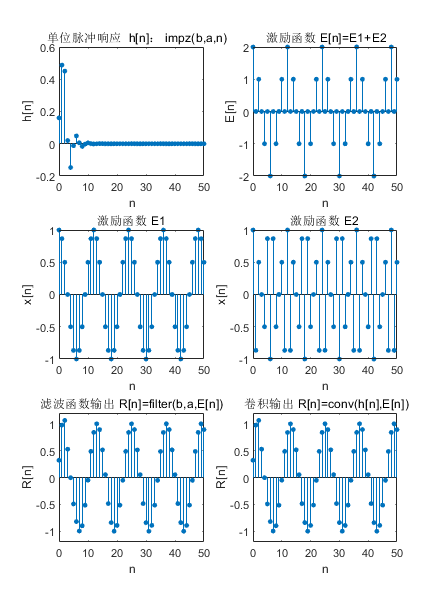 单位脉冲响应 h[n]： impz(b,a,n)
0.6
0.4
0.2
0
-0.2
h[n]
0 10 20 30 40 50
n
激励函数 E[n]=E1+E2
2
1
0
-1
-2
E[n]
0 10 20 30 40 50
n
激励函数 E1
1
0.5
0
-0.5
-1
x[n]
0 10 20 30 40 50
n
激励函数 E2
1
0.5
0
-0.5
-1
x[n]
0 10 20 30 40 50
n
滤波函数输出 R[n]=filter(b,a,E[n])
1
0.5
0
-0.5
-1
R[n]
0 10 20 30 40 50
n
卷积输出 R[n]=conv(h[n],E[n])
1
0.5
0
-0.5
-1
R[n]
0 10 20 30 40 50
n